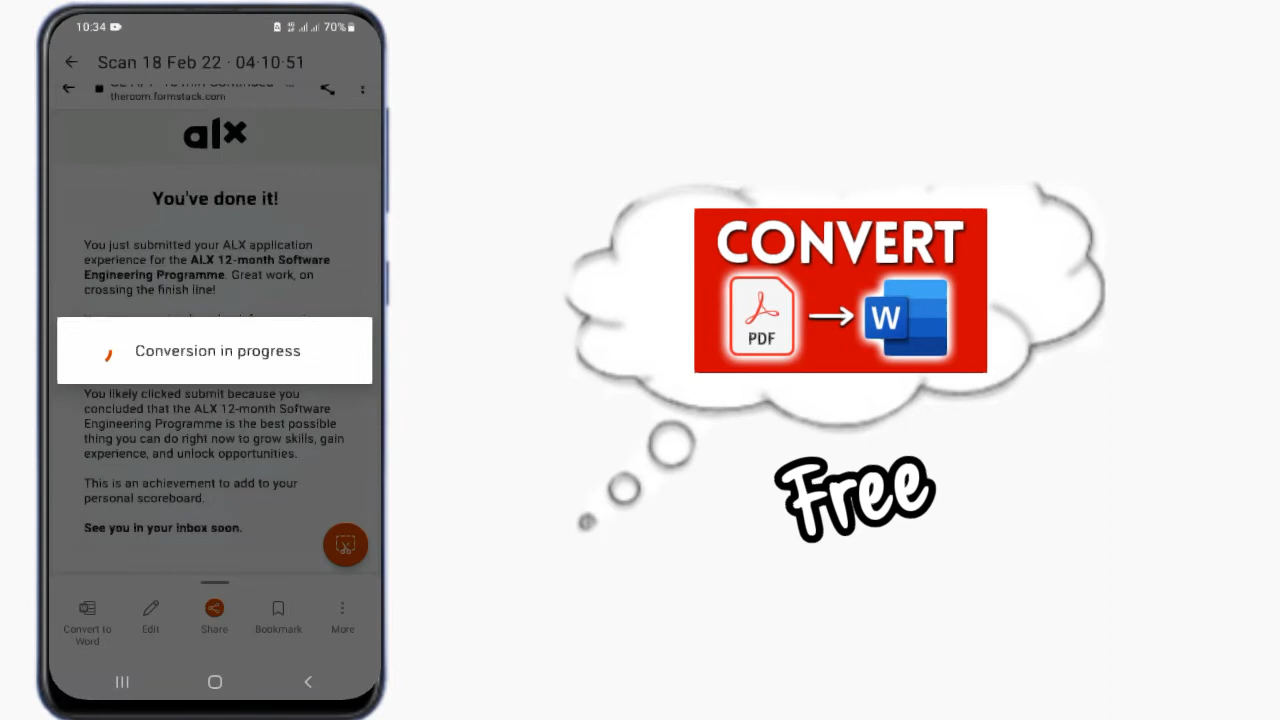 10:34
70%
Scan 18 Feb 22 · 04·10·51
theroom.formstack.com
alx
You've done it!
You just submitted your ALX application
experience for the ALX 12-month Software
Engineering Programme. Great work, on
crossing the finish line!
Conversion in progress
You likely clicked submit because you
concluded that the ALX 12-month Software
Engineering Programme is the best possible
thing you can do right now to grow skills, gain
experience, and unlock opportunities.
This is an achievement to add to your
personal scoreboard.
See you in your inbox soon.
Convert to
Word
Edit
Share
Bookmark
More
CONVERT
PDF
W
Free